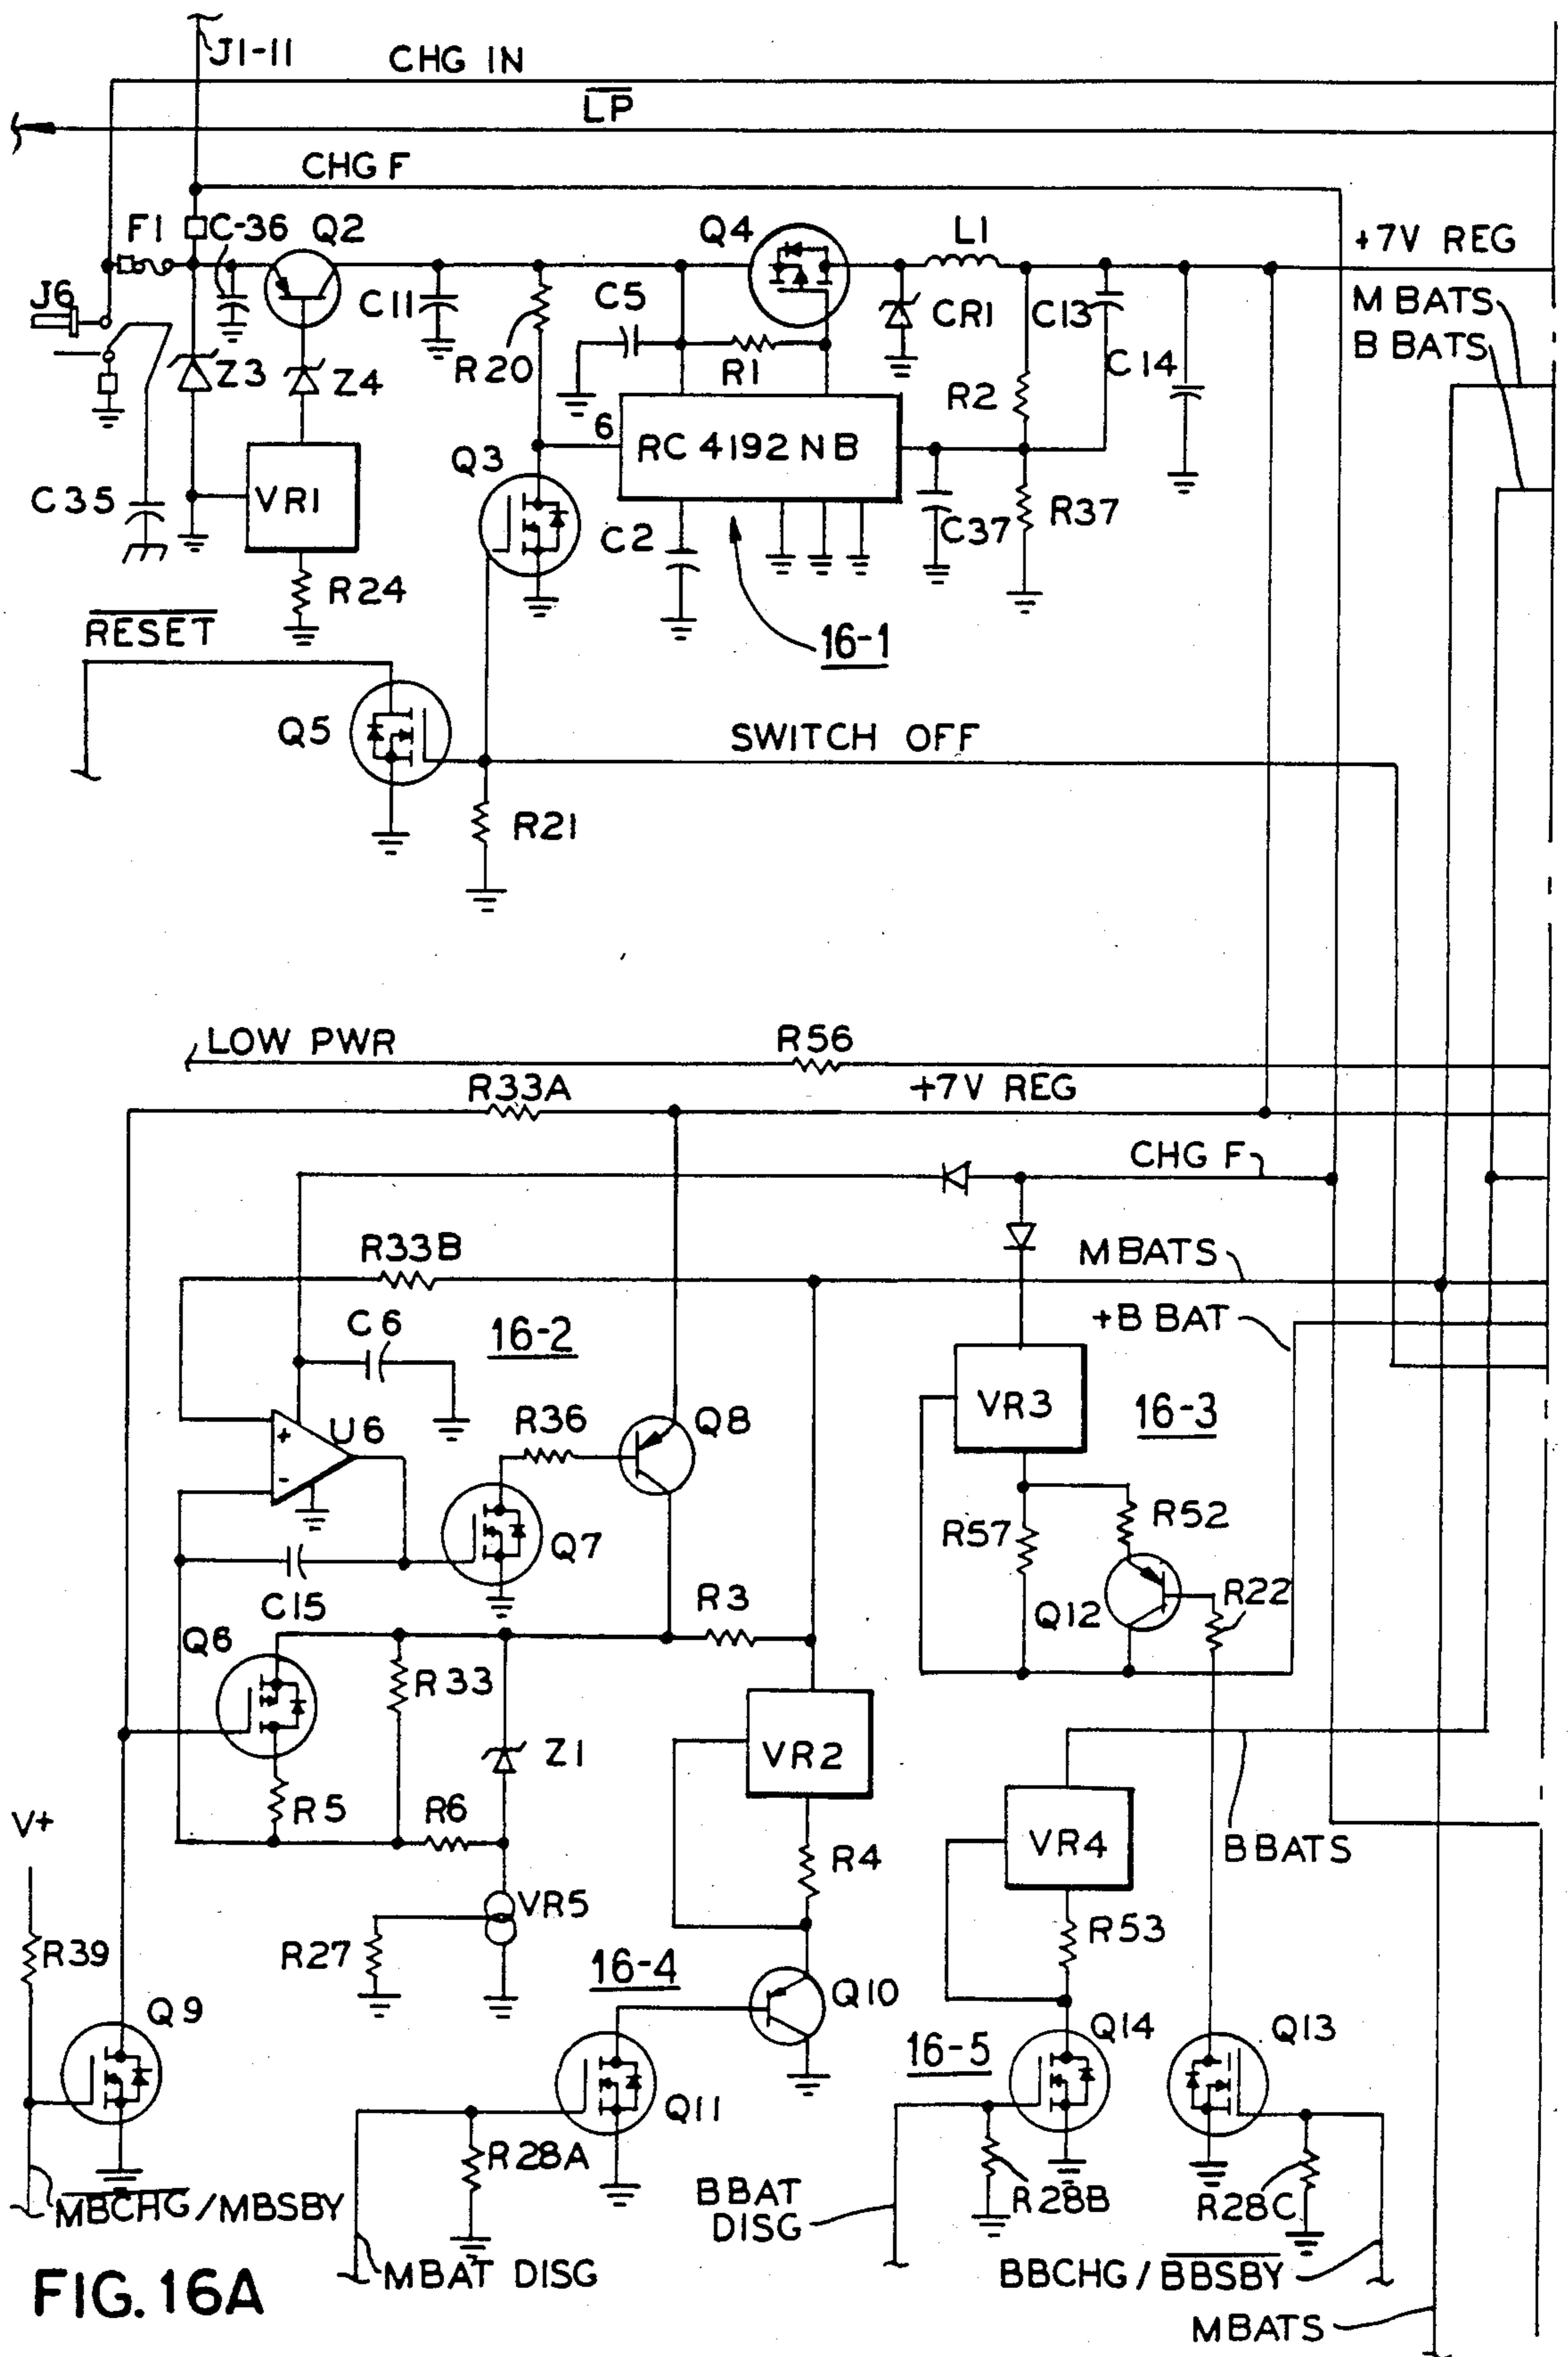 J1-11
CHG IN
LP
CHG F
F1
C-36
Q2
Q4
L1
+7V REG
J6
C11
C5
CR1
C13
M BATS
B BATS
Z3
Z4
R20
R1
R2
C14
6
RC 4192 NB
Q3
C35
VR1
C2
C37
R37
R24
RESET
16-1
Q5
SWITCH OFF
R21
LOW PWR
R56
R33A
+7V REG
CHG F
R33B
M BATS
C6
16-2
+B BAT
VR3
16-3
+
U6
R36
Q8
-
R57
R52
Q7
C15
R3
Q12
R22
Q6
R33
Z1
VR2
R5
R6
V+
R4
VR4
B BATS
VR5
R39
R27
16-4
R53
Q10
Q9
16-5
Q14
Q13
Q11
R28A
MBCHG/MBSBY
BBAT
DISG
R28B
R28C
MBAT DISG
BBCHG/BBSBY
FIG. 16A
M BATS